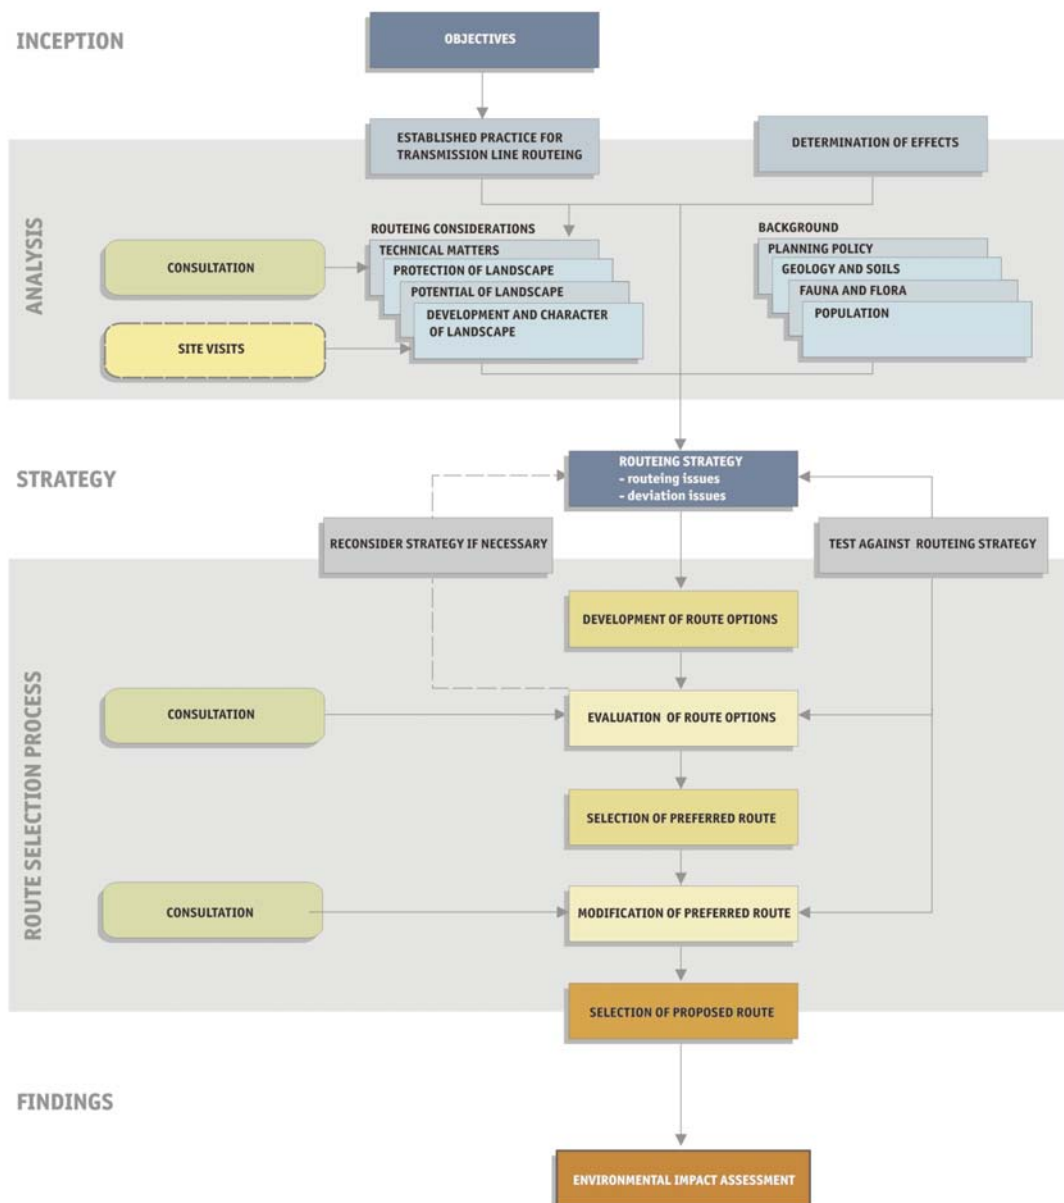 INCEPTION
OBJECTIVES
ESTABLISHED PRACTICE FOR
TRANSMISSION LINE ROUTEING
DETERMINATION OF EFFECTS
ANALYSIS
ROUTEING CONSIDERATIONS
TECHNICAL MATTERS
PROTECTION OF LANDSCAPE
POTENTIAL OF LANDSCAPE
DEVELOPMENT AND CHARACTER
OF LANDSCAPE
BACKGROUND
PLANNING POLICY
GEOLOGY AND SOILS
FAUNA AND FLORA
POPULATION
CONSULTATION
SITE VISITS
STRATEGY
ROUTEING STRATEGY
- routeing issues
- deviation issues
RECONSIDER STRATEGY IF NECESSARY
TEST AGAINST ROUTEING STRATEGY
ROUTE SELECTION PROCESS
DEVELOPMENT OF ROUTE OPTIONS
CONSULTATION
EVALUATION OF ROUTE OPTIONS
SELECTION OF PREFERRED ROUTE
CONSULTATION
MODIFICATION OF PREFERRED ROUTE
SELECTION OF PROPOSED ROUTE
FINDINGS
ENVIRONMENTAL IMPACT ASSESSMENT